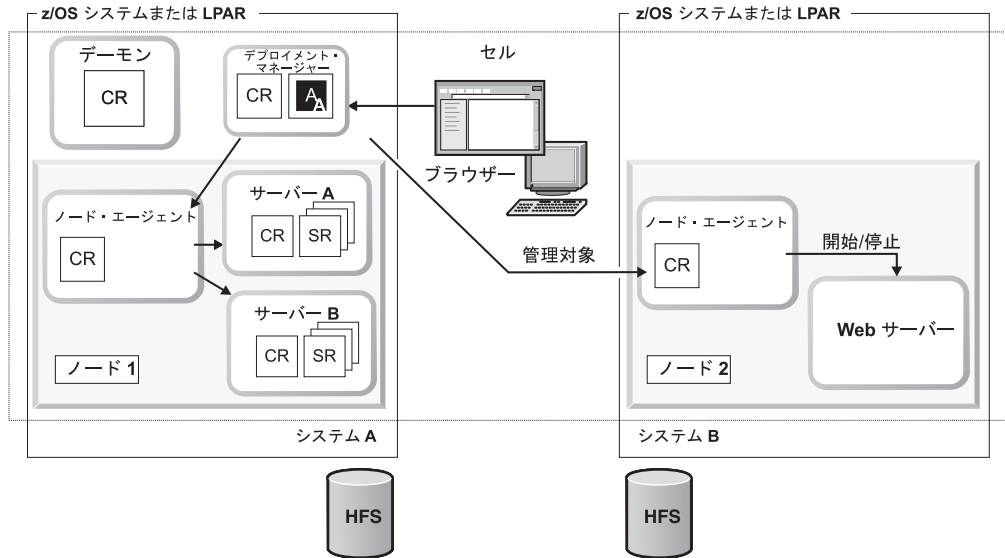 z/OS システムまたは LPAR
z/OS システムまたは LPAR
デーモン
CR
デプロイメント・
マネージャー
CR
A
A
セル
ブラウザー
ノード・エージェント
CR
サーバー A
CR
SR
サーバー B
CR
SR
ノード 1
管理対象
ノード・エージェント
CR
開始/停止
Web サーバー
ノード 2
システム A
システム B
HFS
HFS